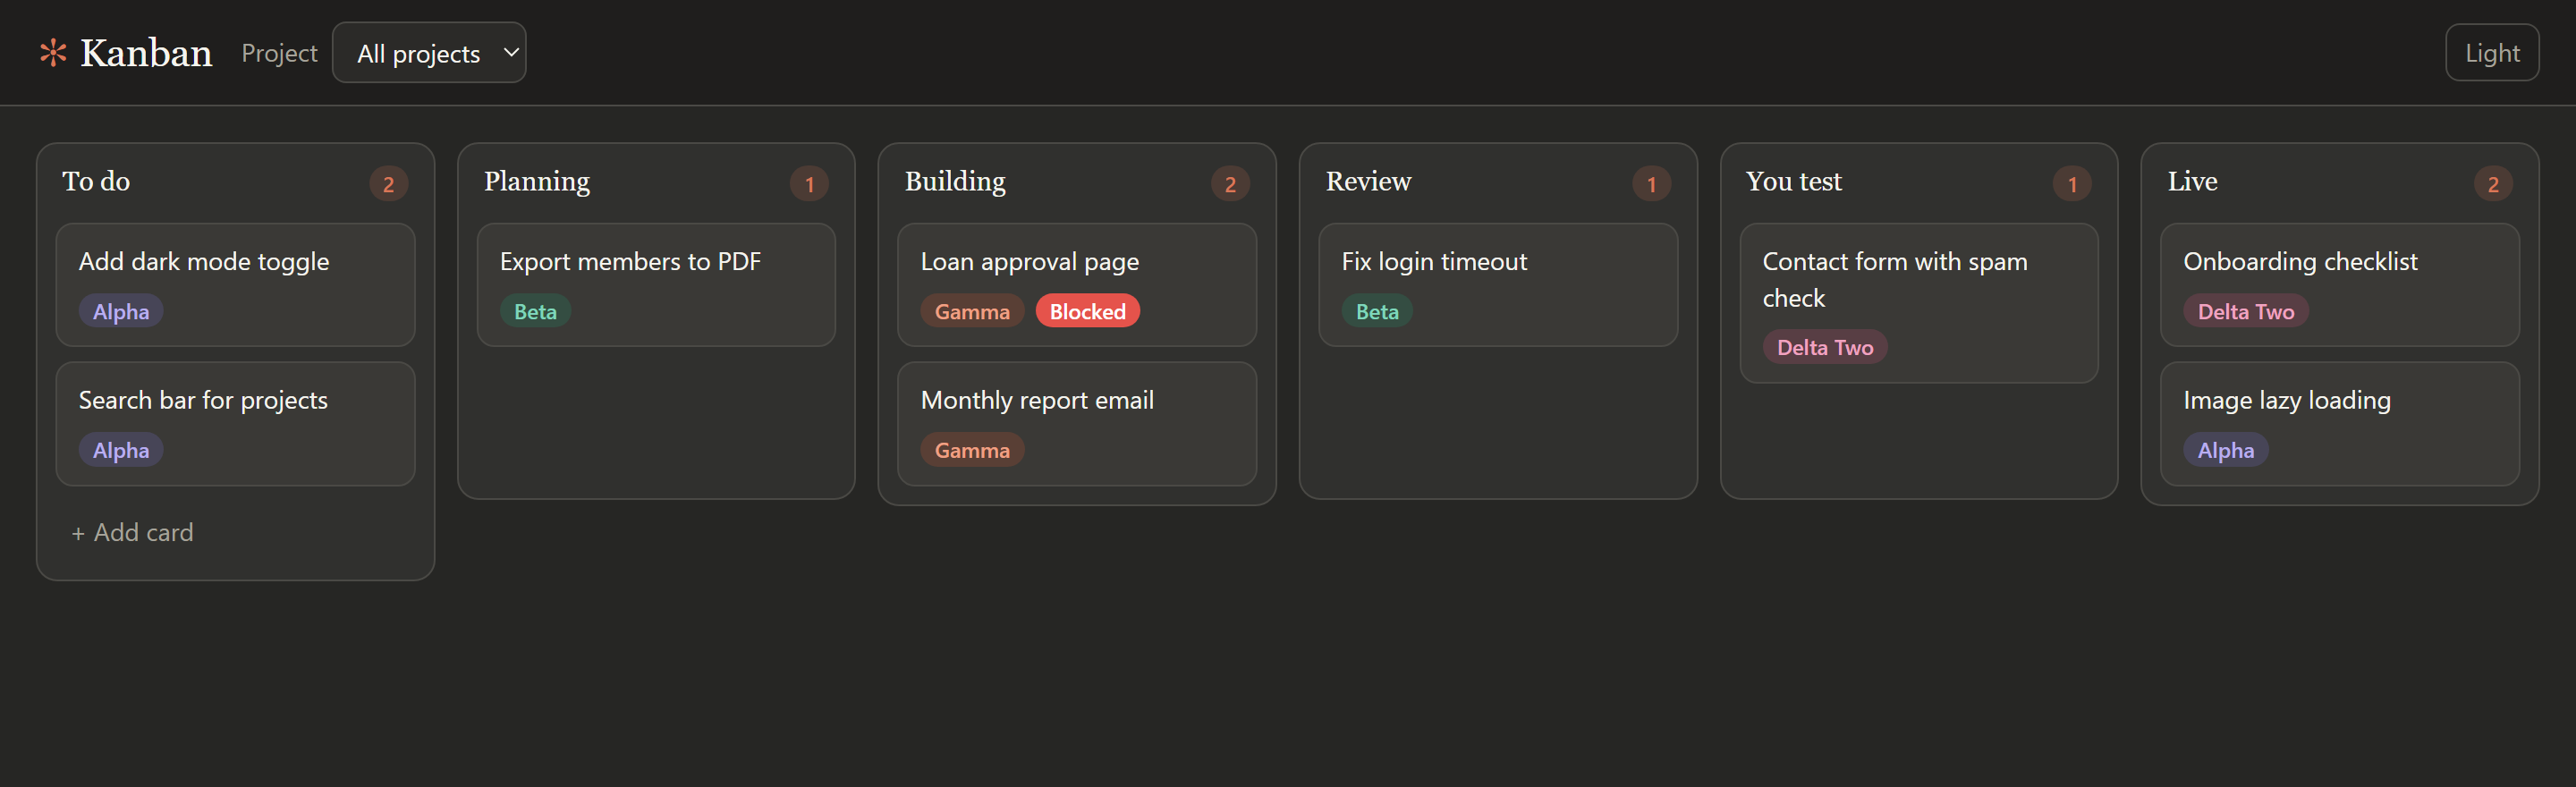 Kanban Project All projects Light
To do 2
Add dark mode toggle
Alpha
Search bar for projects
Alpha
+ Add card
Planning 1
Export members to PDF
Beta
Building 2
Loan approval page
Gamma Blocked
Monthly report email
Gamma
Review 1
Fix login timeout
Beta
You test 1
Contact form with spam
check
Delta Two
Live 2
Onboarding checklist
Delta Two
Image lazy loading
Alpha